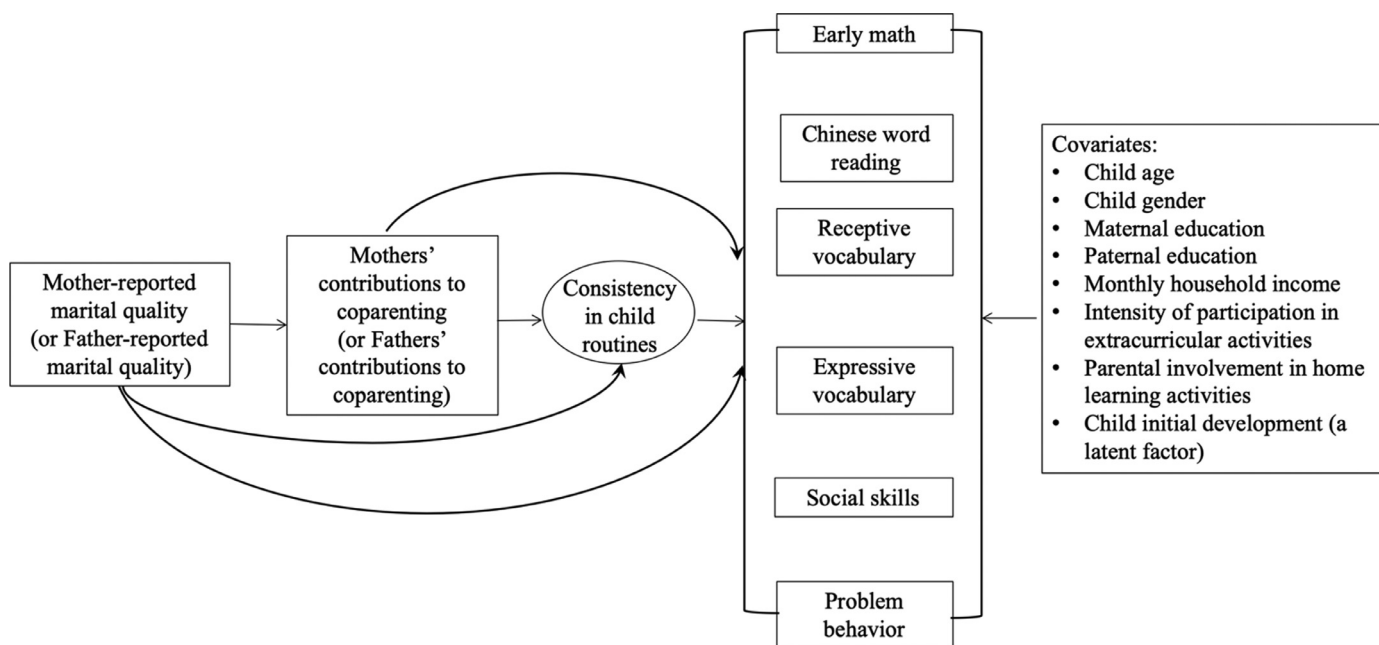 Mother-reported
marital quality
(or Father-reported
marital quality)
Mothers’
contributions to
coparenting
(or Fathers’
contributions to
coparenting)
Consistency
in child
routines
Early math
Chinese word
reading
Receptive
vocabulary
Expressive
vocabulary
Social skills
Problem
behavior
Covariates:
• Child age
• Child gender
• Maternal education
• Paternal education
• Monthly household income
• Intensity of participation in
extracurricular activities
• Parental involvement in home
learning activities
• Child initial development (a
latent factor)